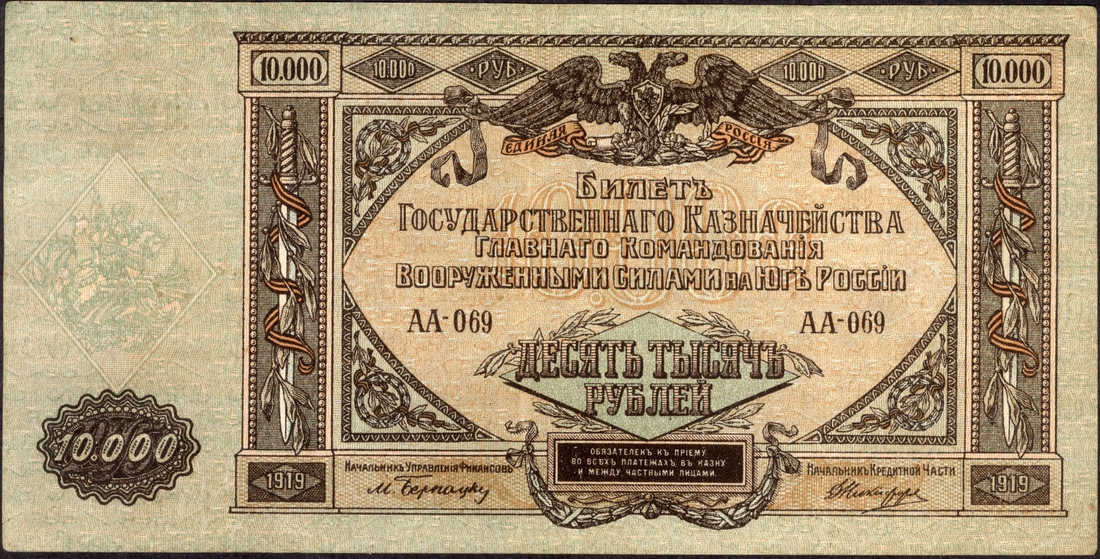 10.000
10.000
·РУБ·
10.000
·РУБ·
10.000
ЕДИНАЯ РОССІЯ
БИЛЕТЪ
ГОСУДАРСТВЕННАГО КАЗНАЧЕЙСТВА
ГЛАВНАГО КОМАНДОВАНІЯ
ВООРУЖЕННЫМИ СИЛАМИ НА ЮГѢ РОССІИ
АА-069 АА-069
ДЕСЯТЬ ТЫСЯЧЪ
РУБЛЕЙ
10.000
ОБЯЗАТЕЛЕНЪ КЪ ПРІЕМУ
ВО ВСѢХЪ ПЛАТЕЖАХЪ ВЪ КАЗНУ
И МЕЖДУ ЧАСТНЫМИ ЛИЦАМИ.
НАЧАЛЬНИКЪ УПРАВЛЕНІЯ ФИНАНСОВЪ
НАЧАЛЬНИКЪ КРЕДИТНОЙ ЧАСТИ
1919
1919